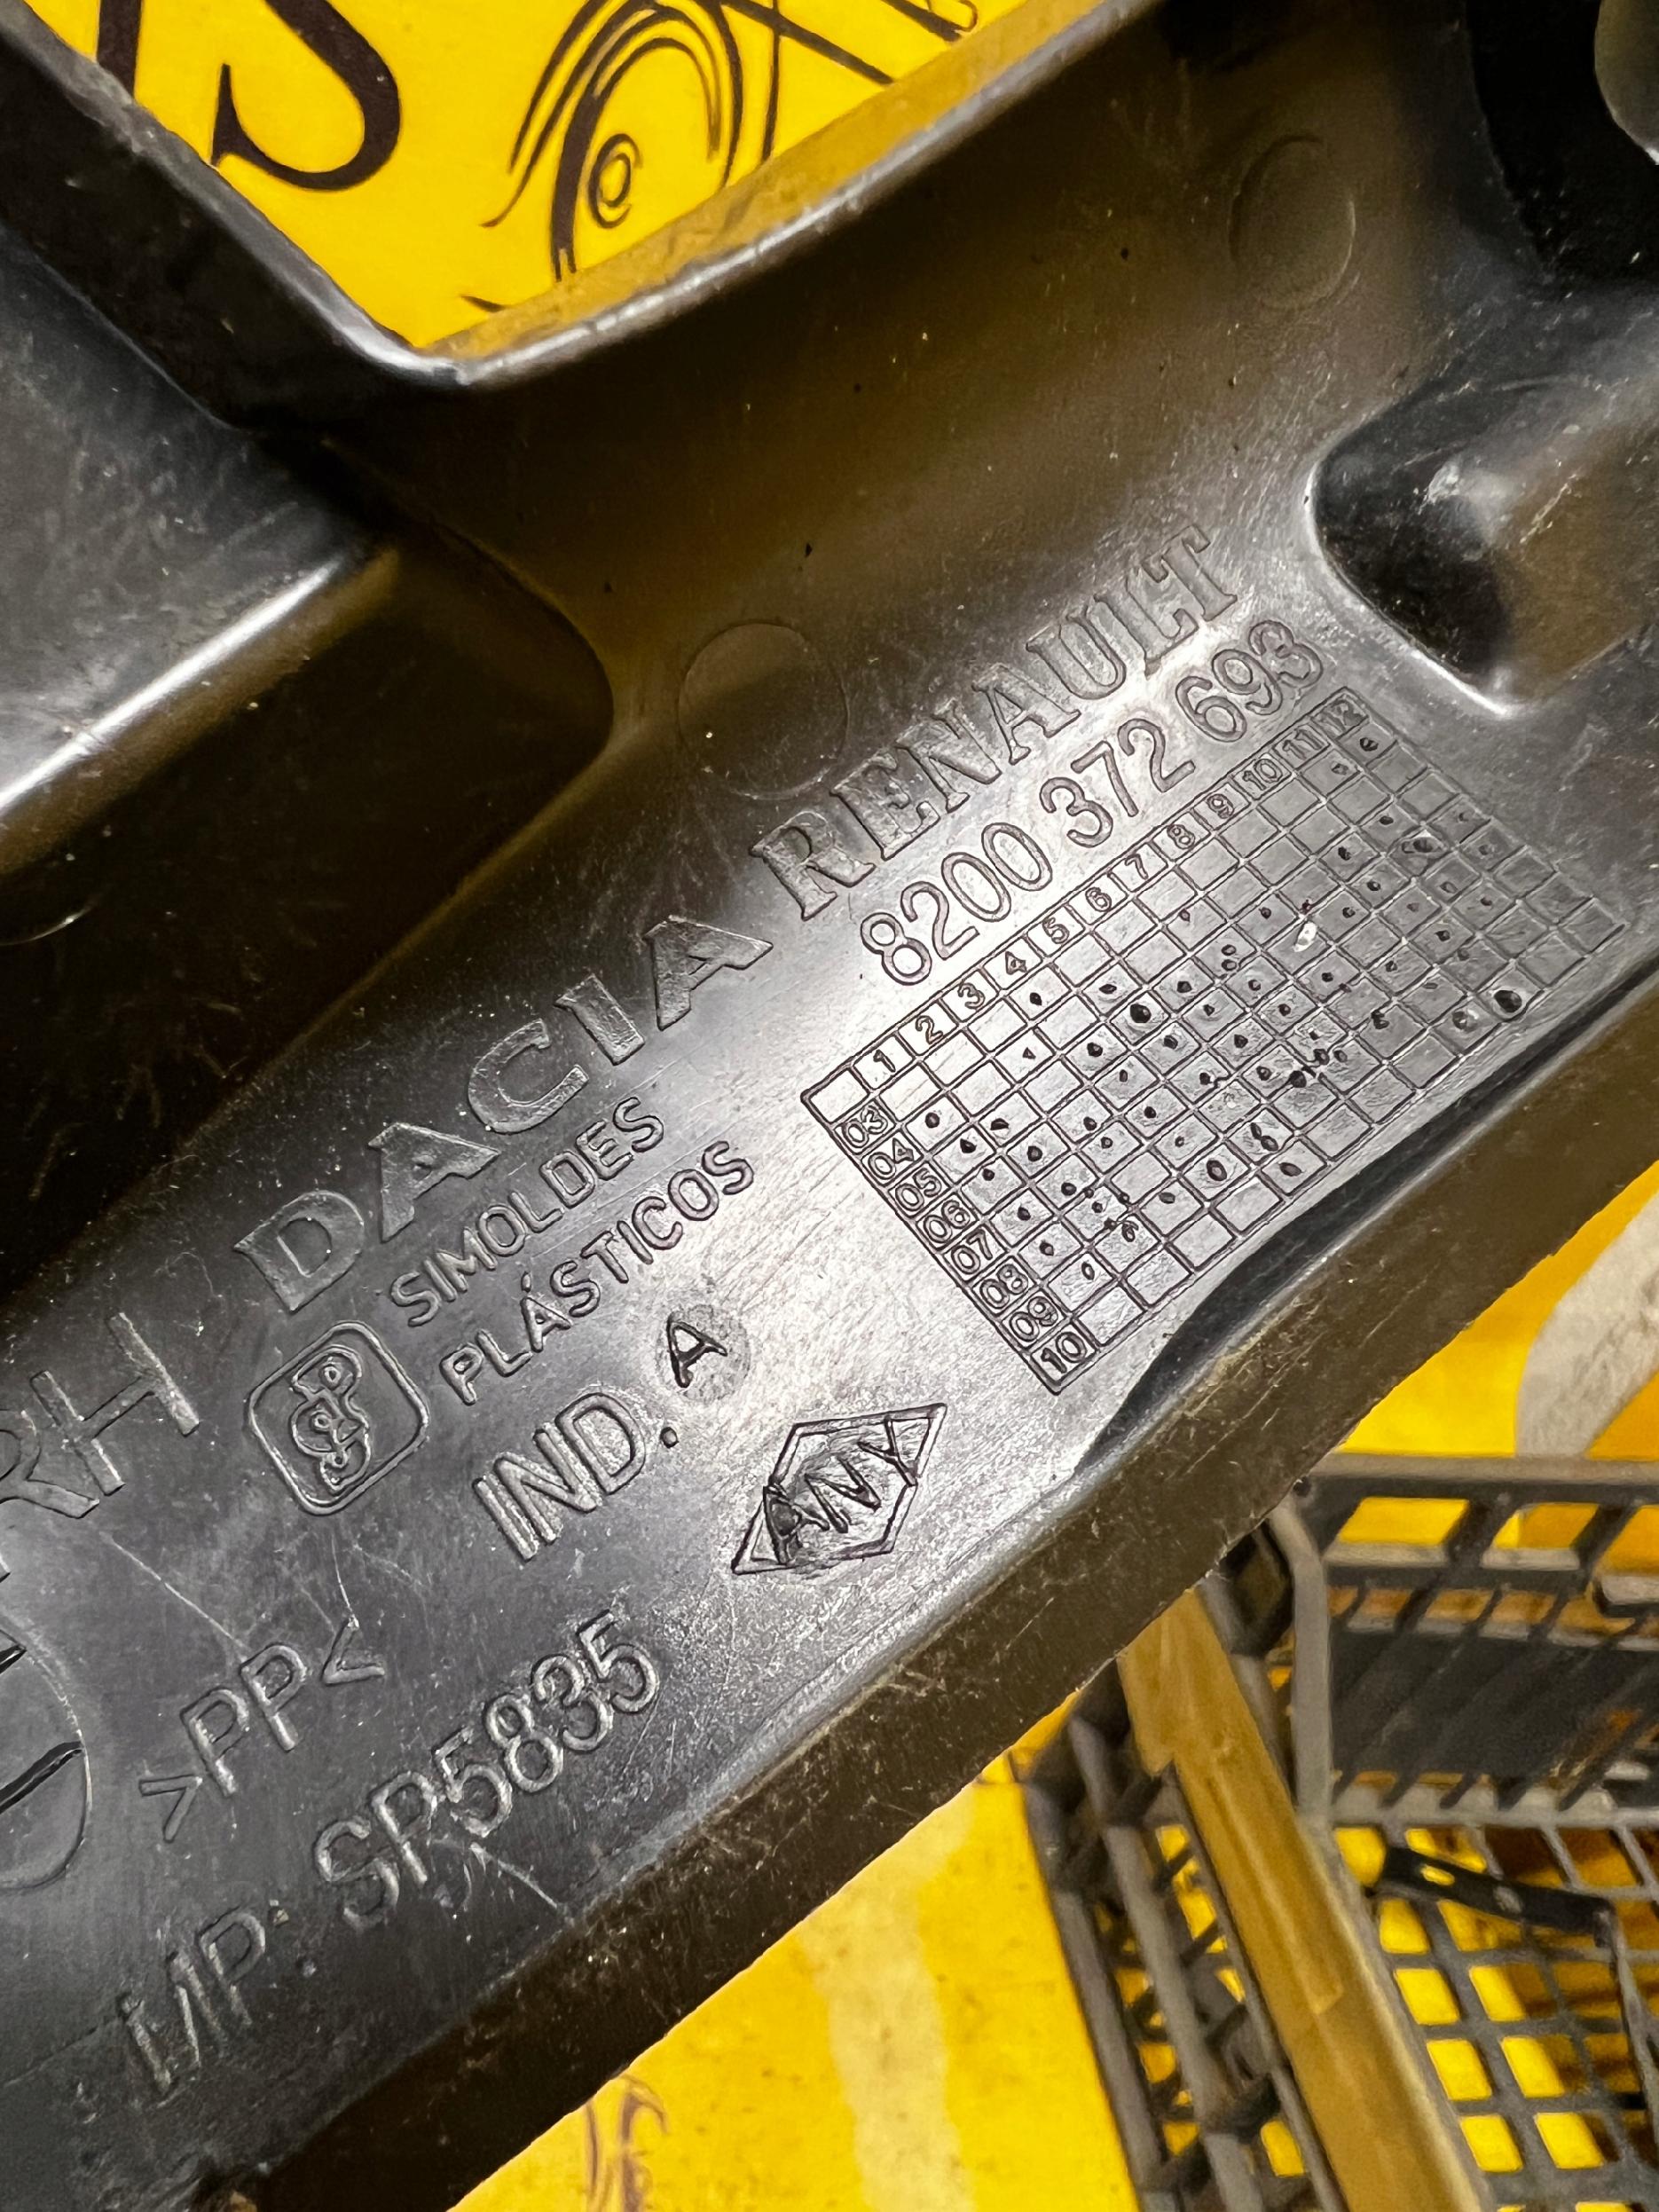 RH DACIA RENAULT
8200 372 693
SIMOLDES
PLÁSTICOS
IND. A
1 2 3 4 5 6 7 8 9 10 11 12
03
04
05
06
07
08
09
10
ANY
>PP<
MP: SP5835